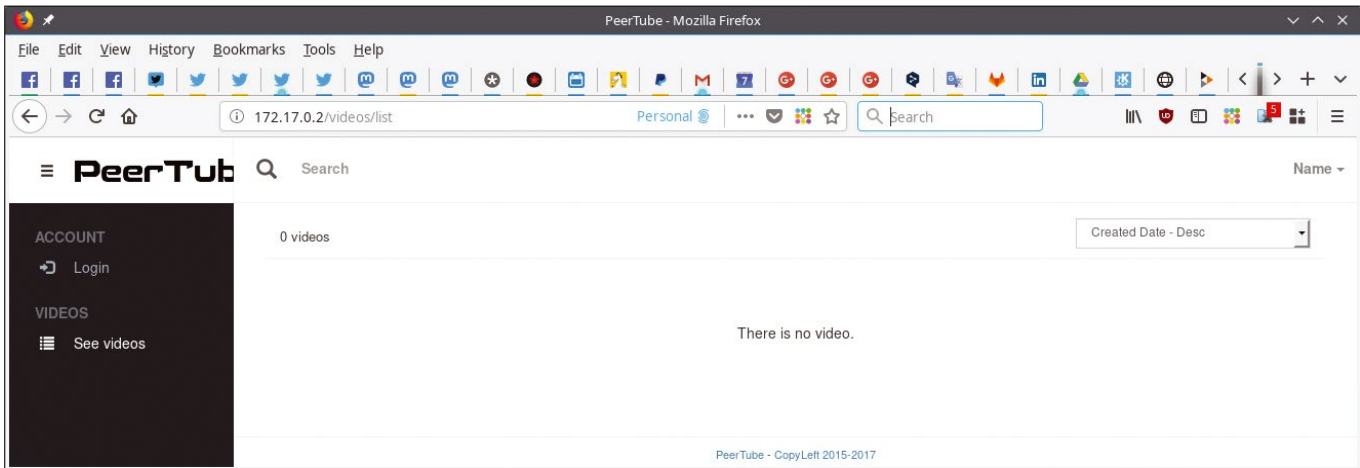 PeerTube - Mozilla Firefox
File Edit View History Bookmarks Tools Help
172.17.0.2/videos/list Personal Search 5
PeerTub Search Name
ACCOUNT
Login
VIDEOS
See videos
0 videos Created Date - Desc
There is no video.
PeerTube - CopyLeft 2015-2017